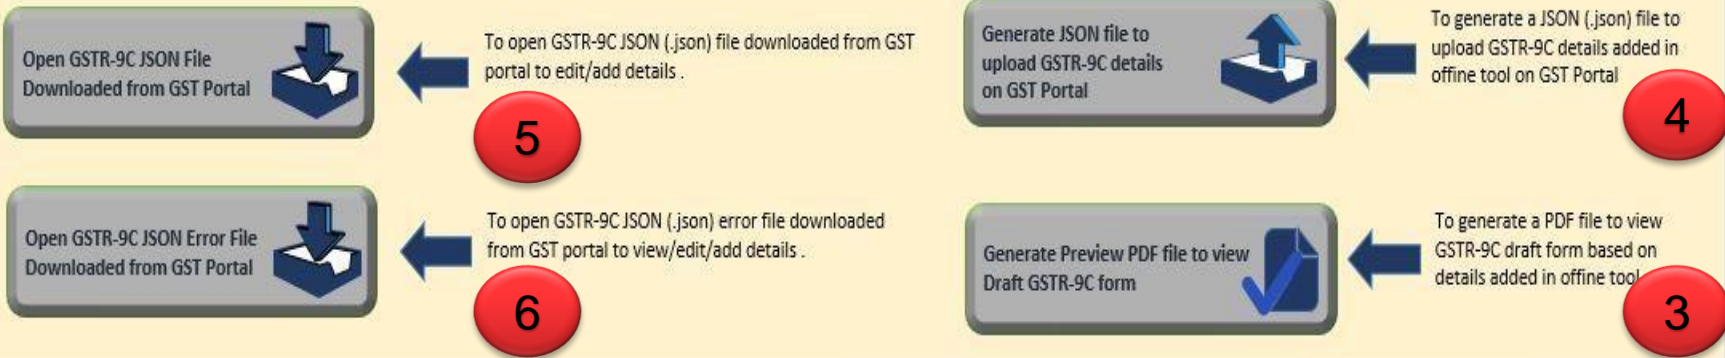 Open GSTR-9C JSON File
Downloaded from GST Portal
To open GSTR-9C JSON (.json) file downloaded from GST
portal to edit/add details .
5
Generate JSON file to
upload GSTR-9C details
on GST Portal
To generate a JSON (.json) file to
upload GSTR-9C details added in
offine tool on GST Portal
4
Open GSTR-9C JSON Error File
Downloaded from GST Portal
To open GSTR-9C JSON (.json) error file downloaded
from GST portal to view/edit/add details .
6
Generate Preview PDF file to view
Draft GSTR-9C form
To generate a PDF file to view
GSTR-9C draft form based on
details added in offine tool
3